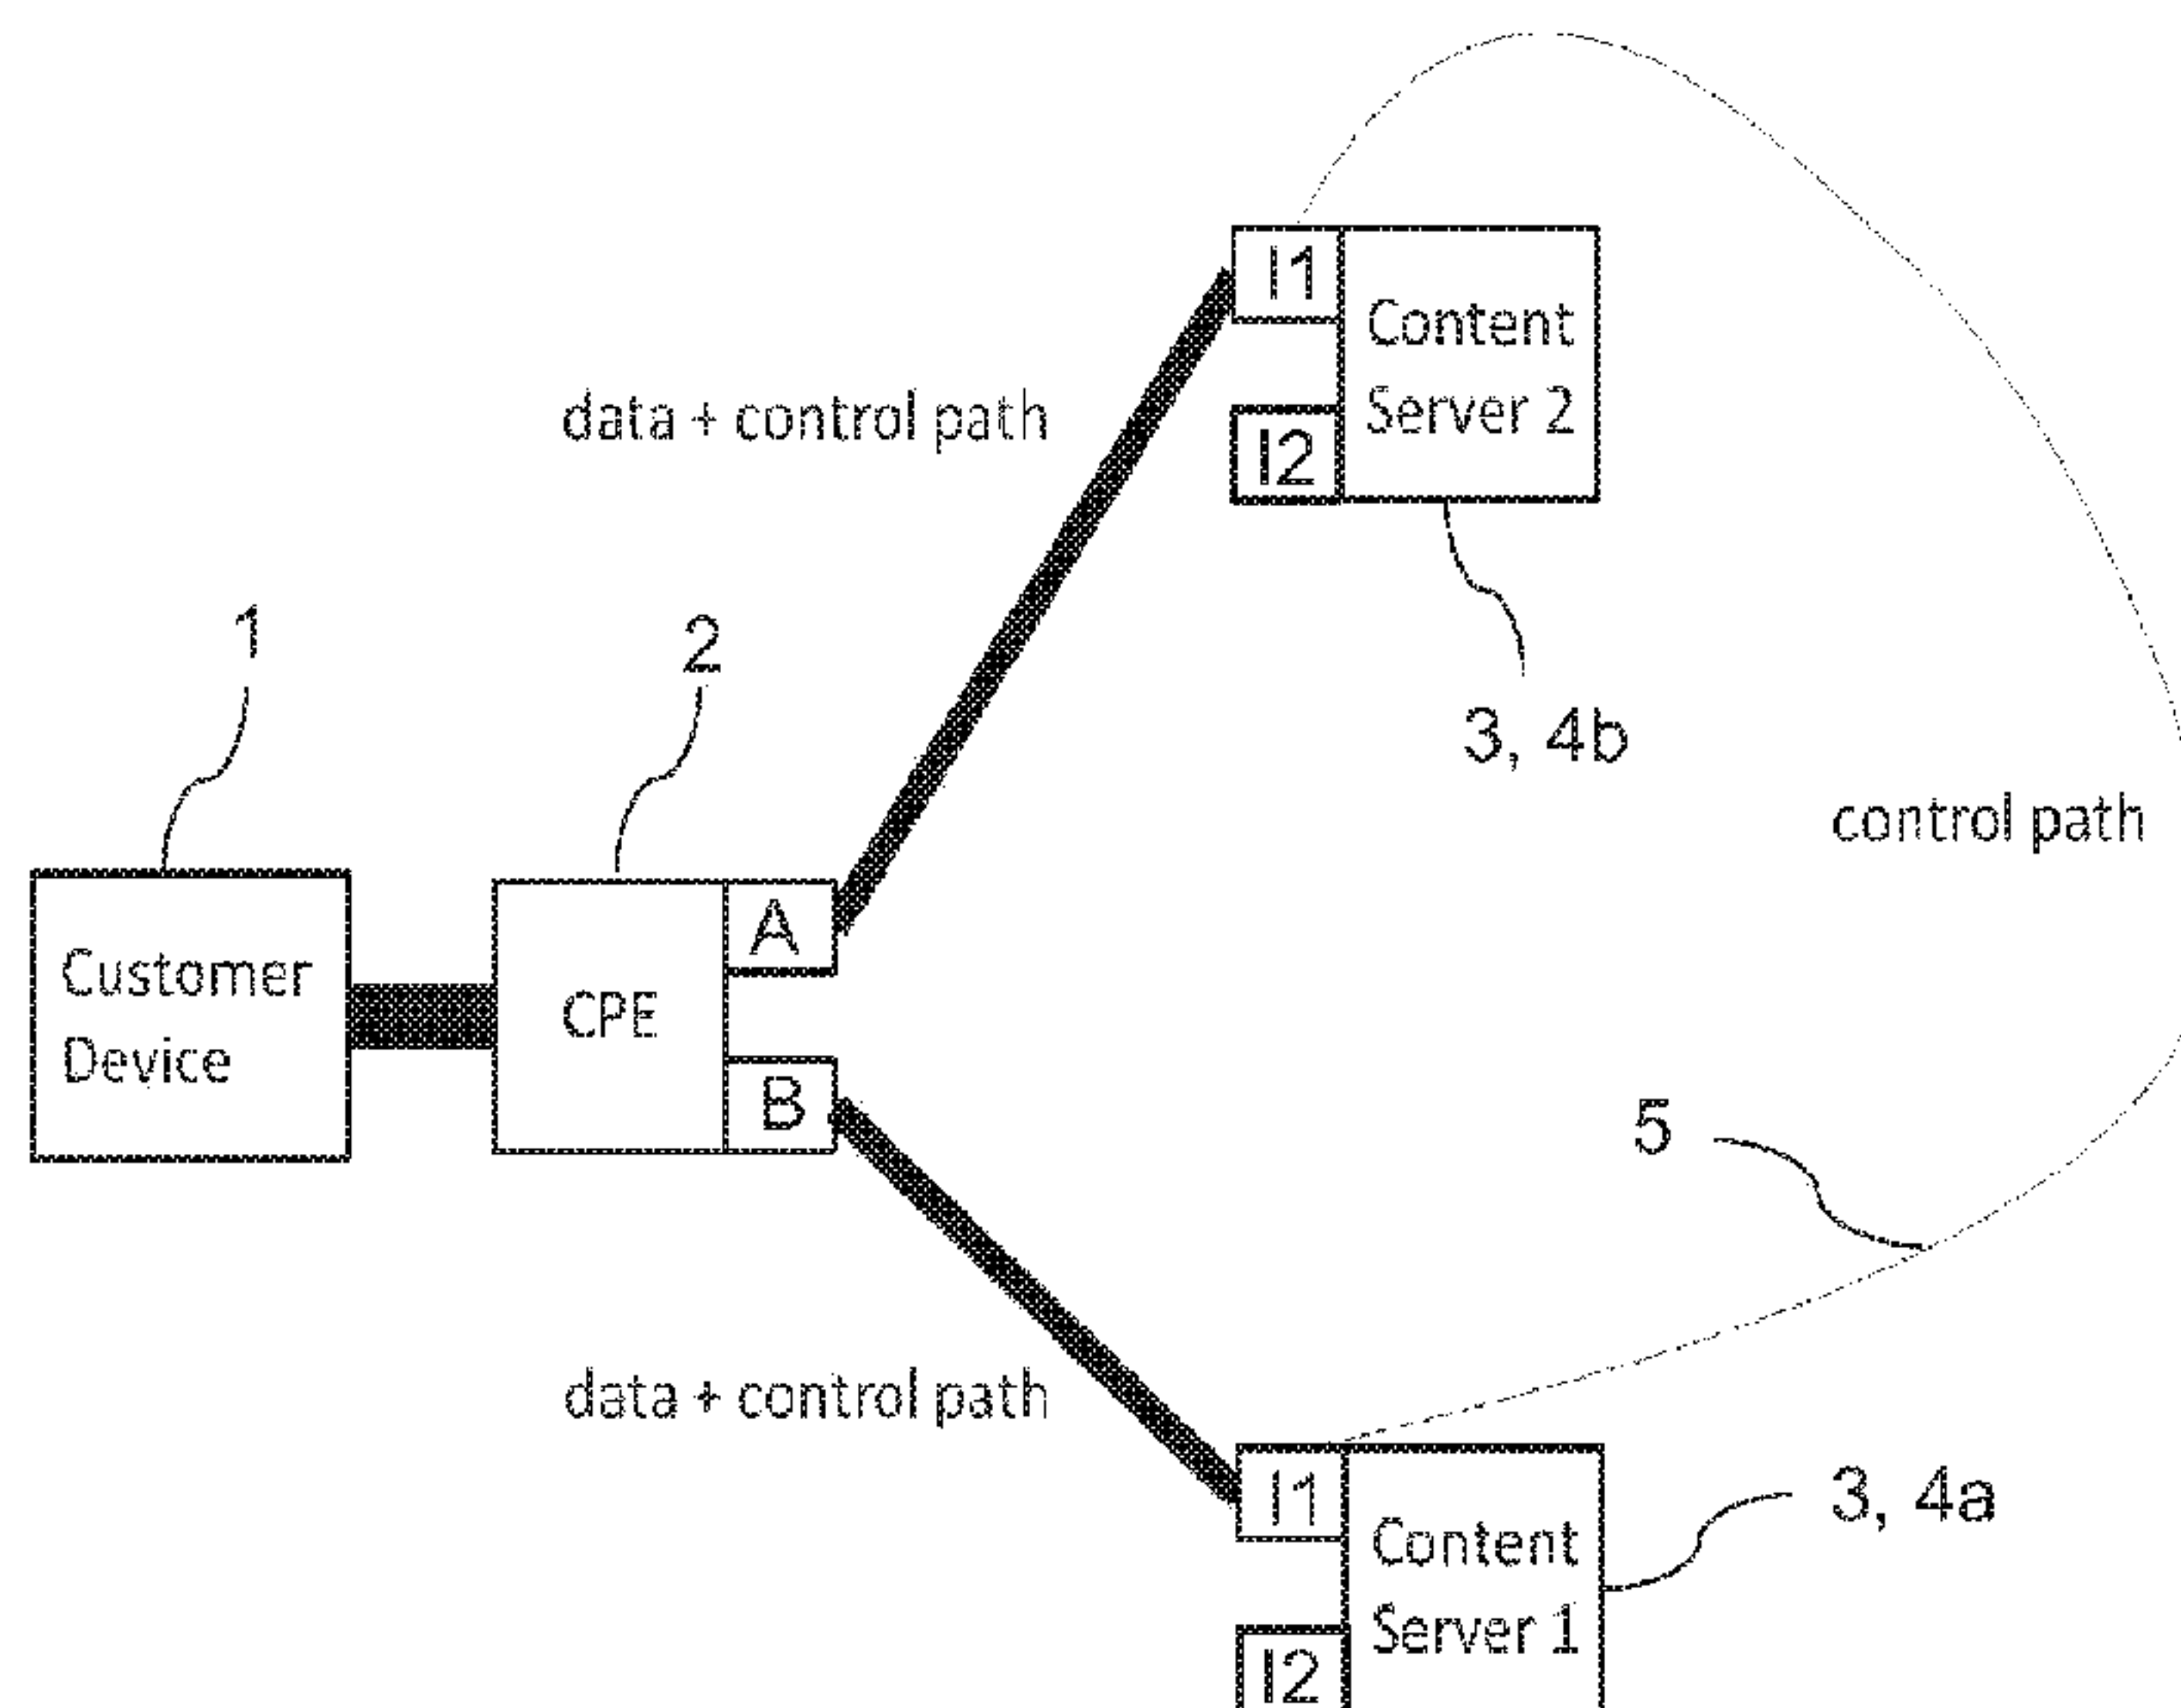 I1
Content
Server 2
data + control path
I2
1
2
3, 4b
control path
A
Customer
Device
CPE
B
5
data + control path
I1
3, 4a
Content
Server 1
I2